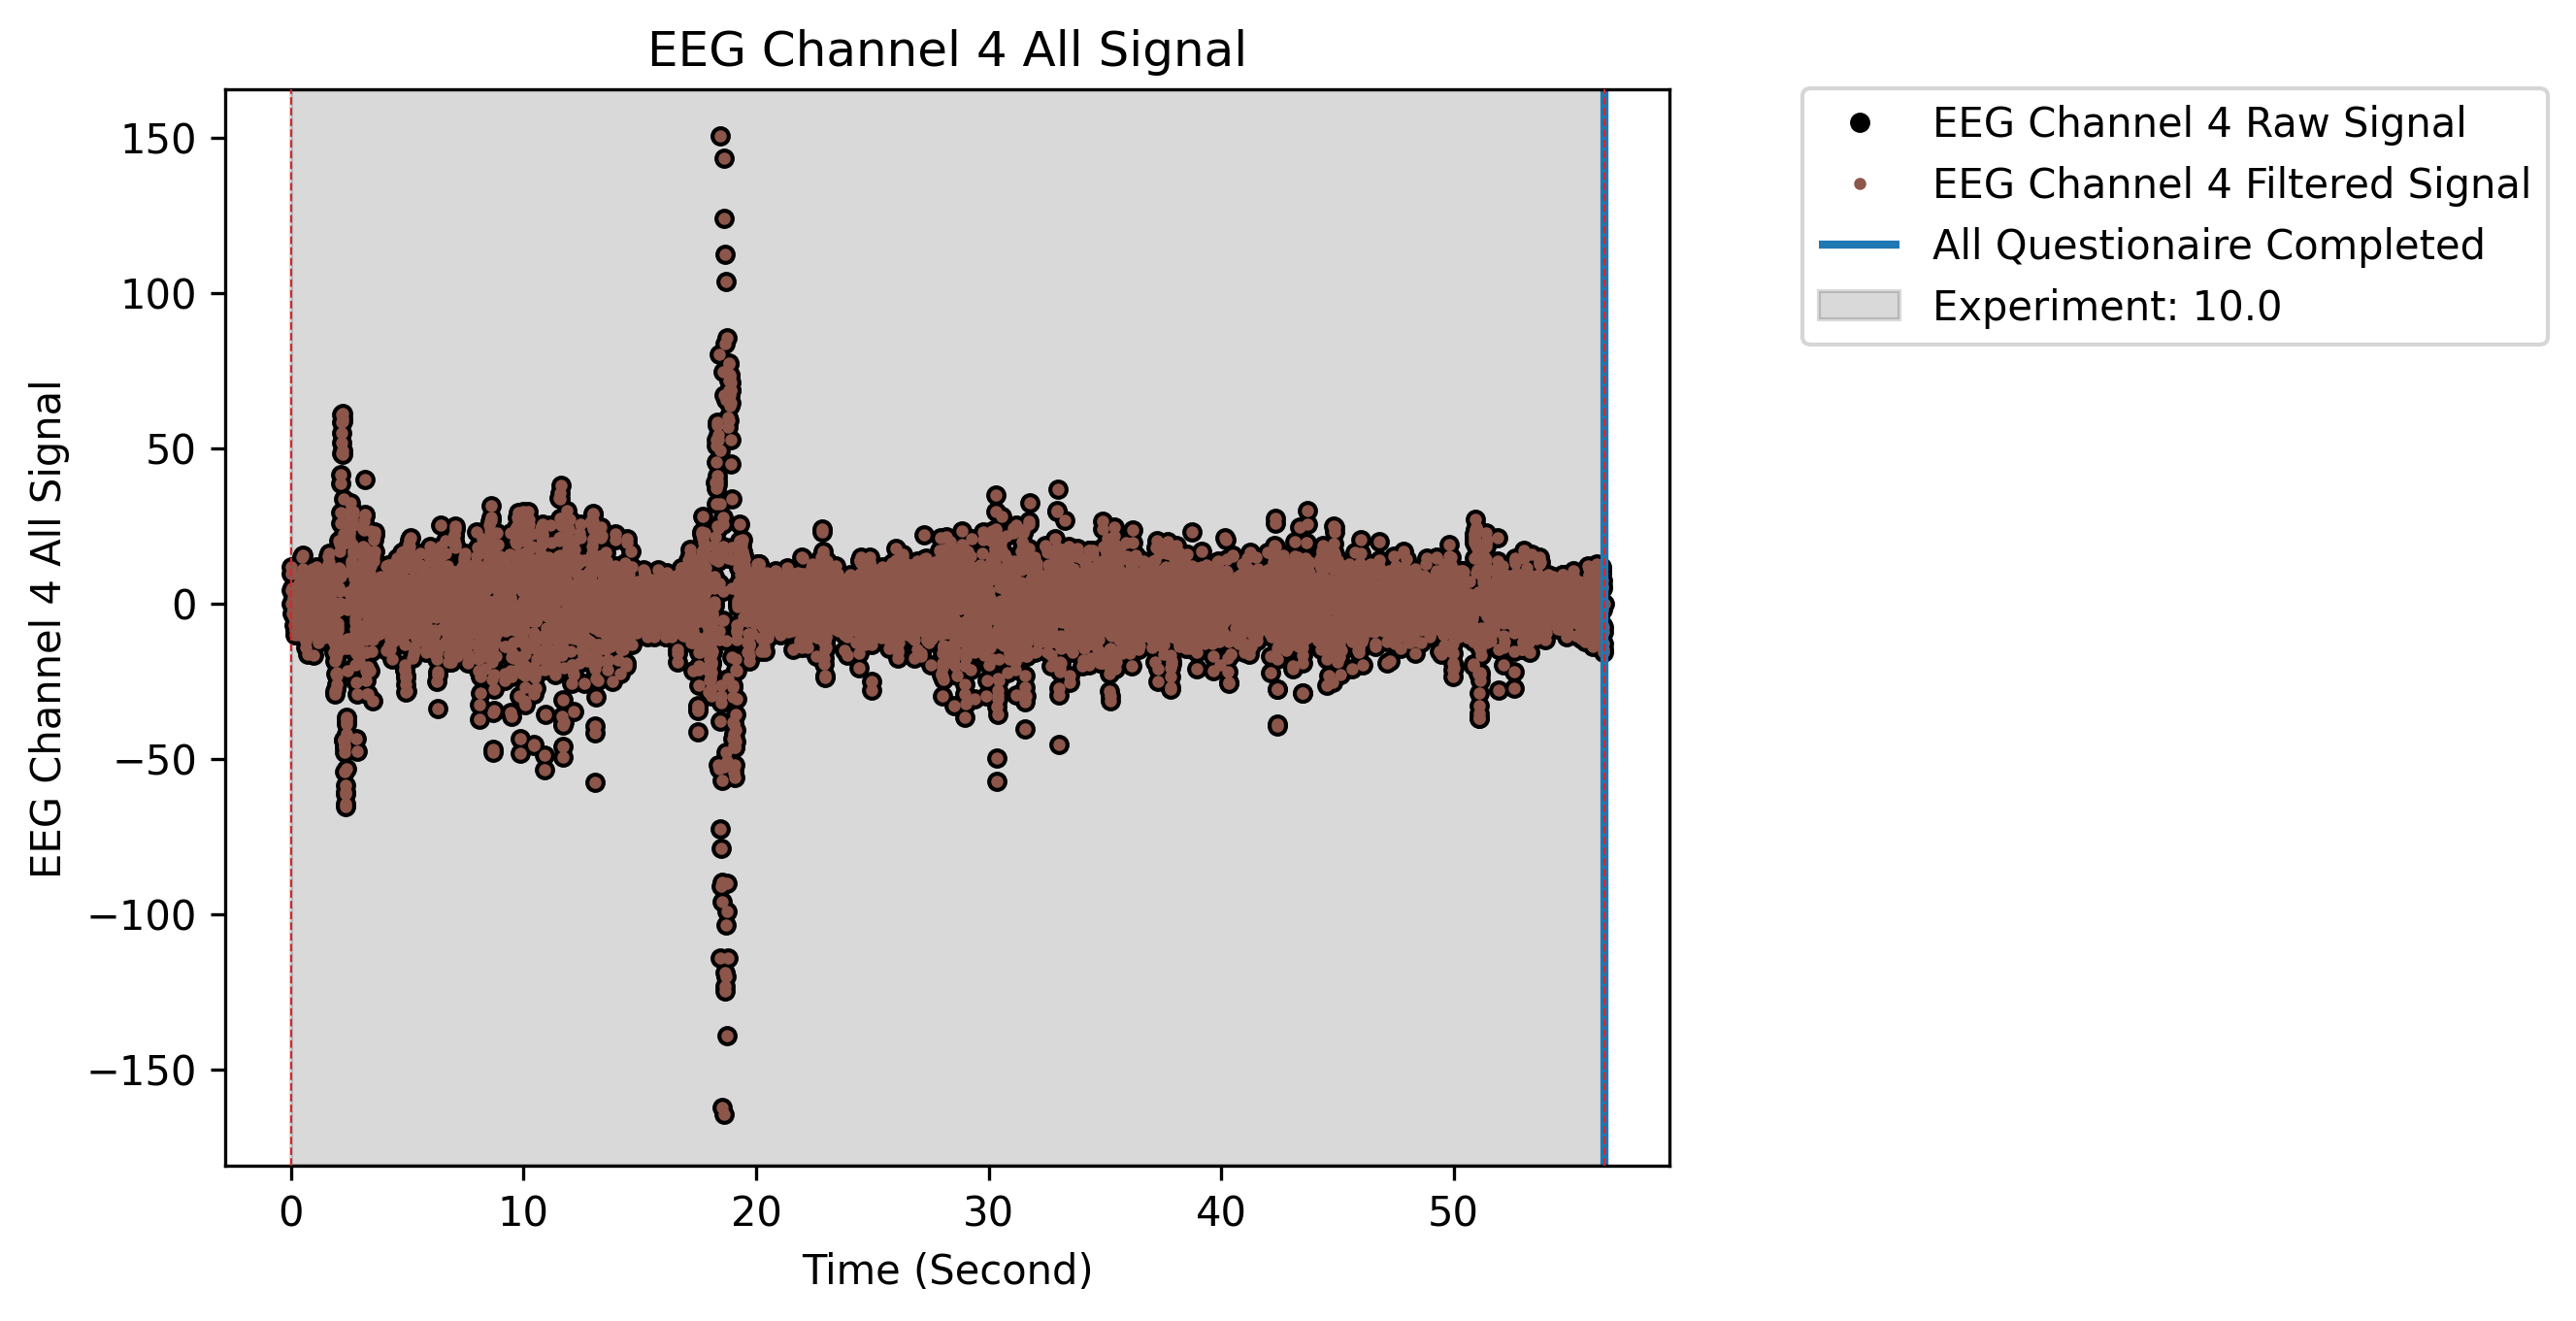 EEG Channel 4 All Signal
EEG Channel 4 All Signal
150
100
50
0
−50
−100
−150
0 10 20 30 40 50
Time (Second)
EEG Channel 4 Raw Signal
EEG Channel 4 Filtered Signal
All Questionaire Completed
Experiment: 10.0